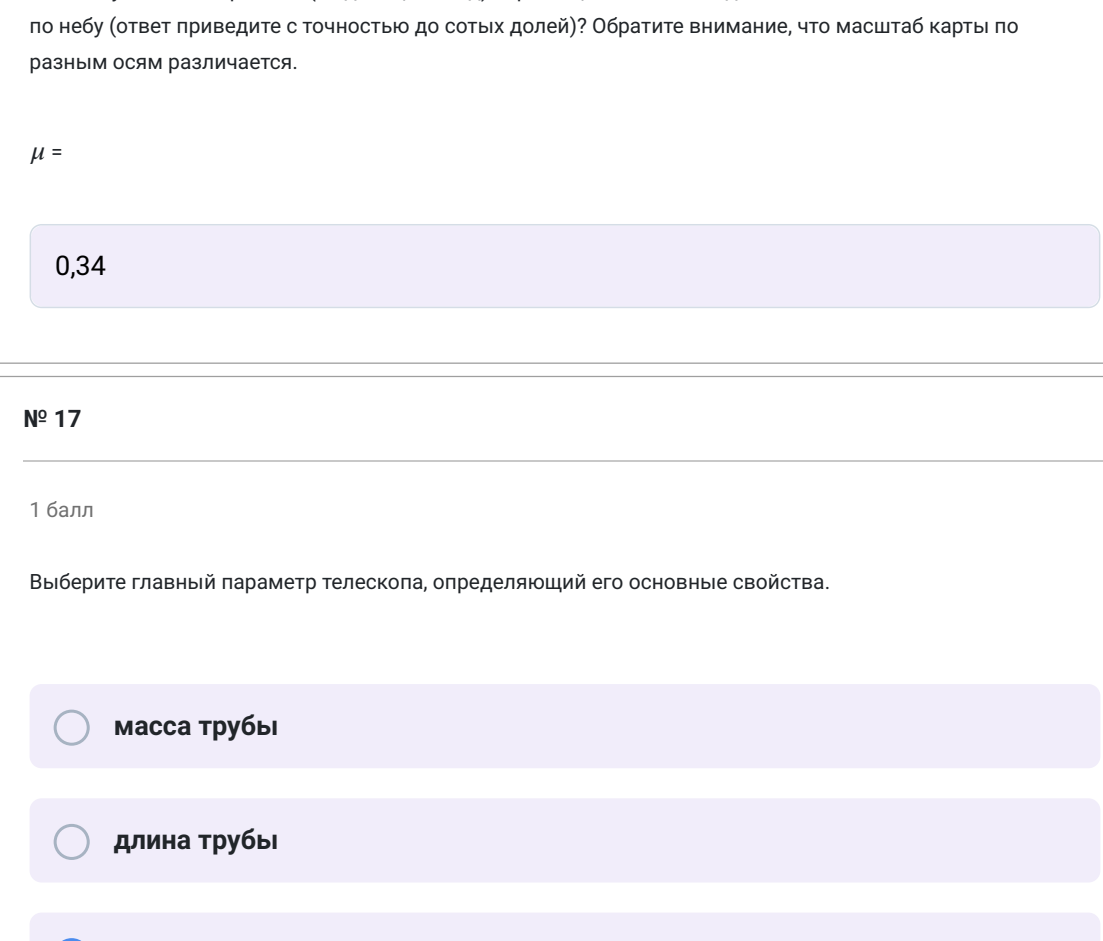 по небу (ответ приведите с точностью до сотых долей)? Обратите внимание, что масштаб карты по
разным осям различается.
μ =
0,34
№ 17
1 балл
Выберите главный параметр телескопа, определяющий его основные свойства.
масса трубы
длина трубы